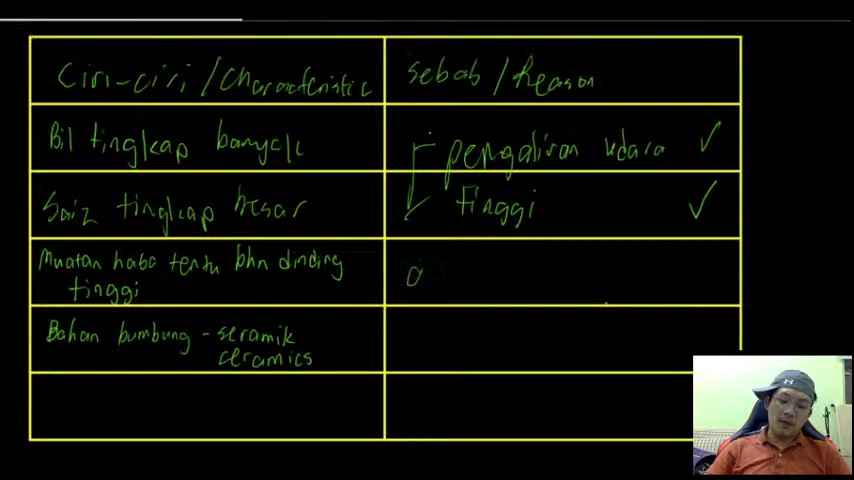 Ciri-ciri / Characteristic
sebab / Reason
Bil tingkap banyak
pengaliran udara ✓
Saiz tingkap besar
tinggi ✓
Muatan haba tentu bhn dinding
tinggi
Bahan bumbung - seramik
ceramics